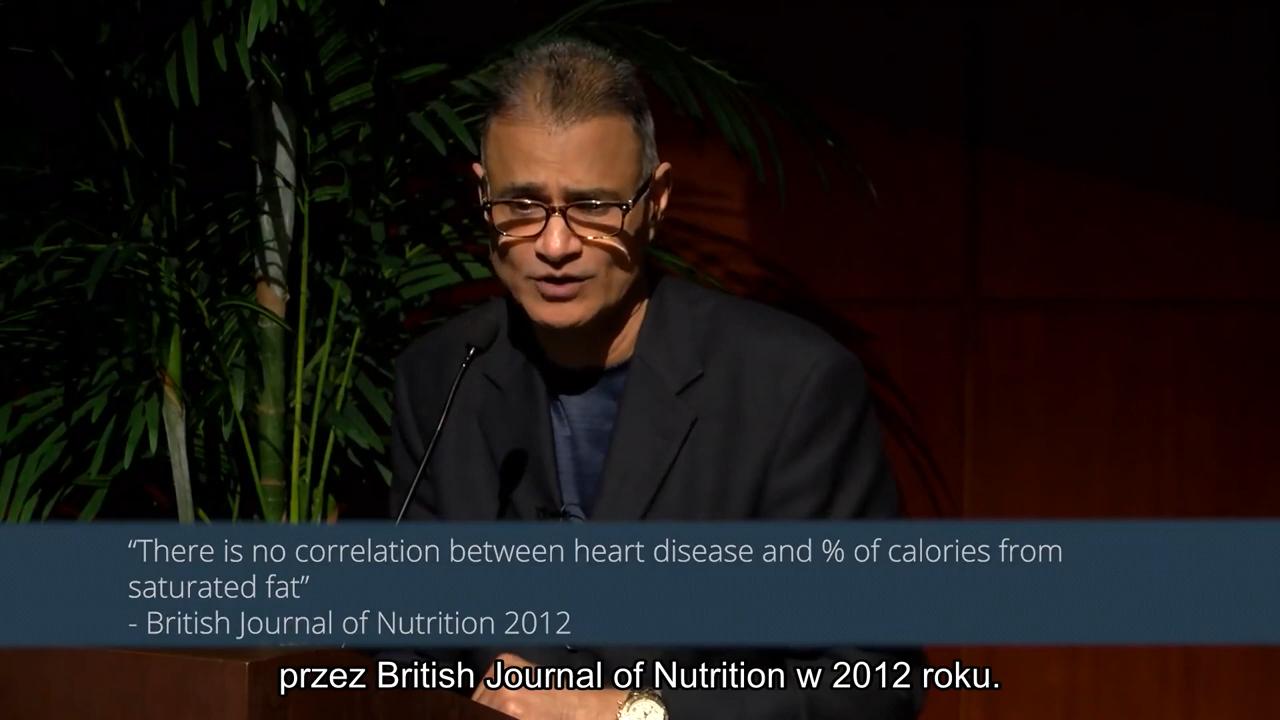 “There is no correlation between heart disease and % of calories from
saturated fat”
- British Journal of Nutrition 2012
przez British Journal of Nutrition w 2012 roku.